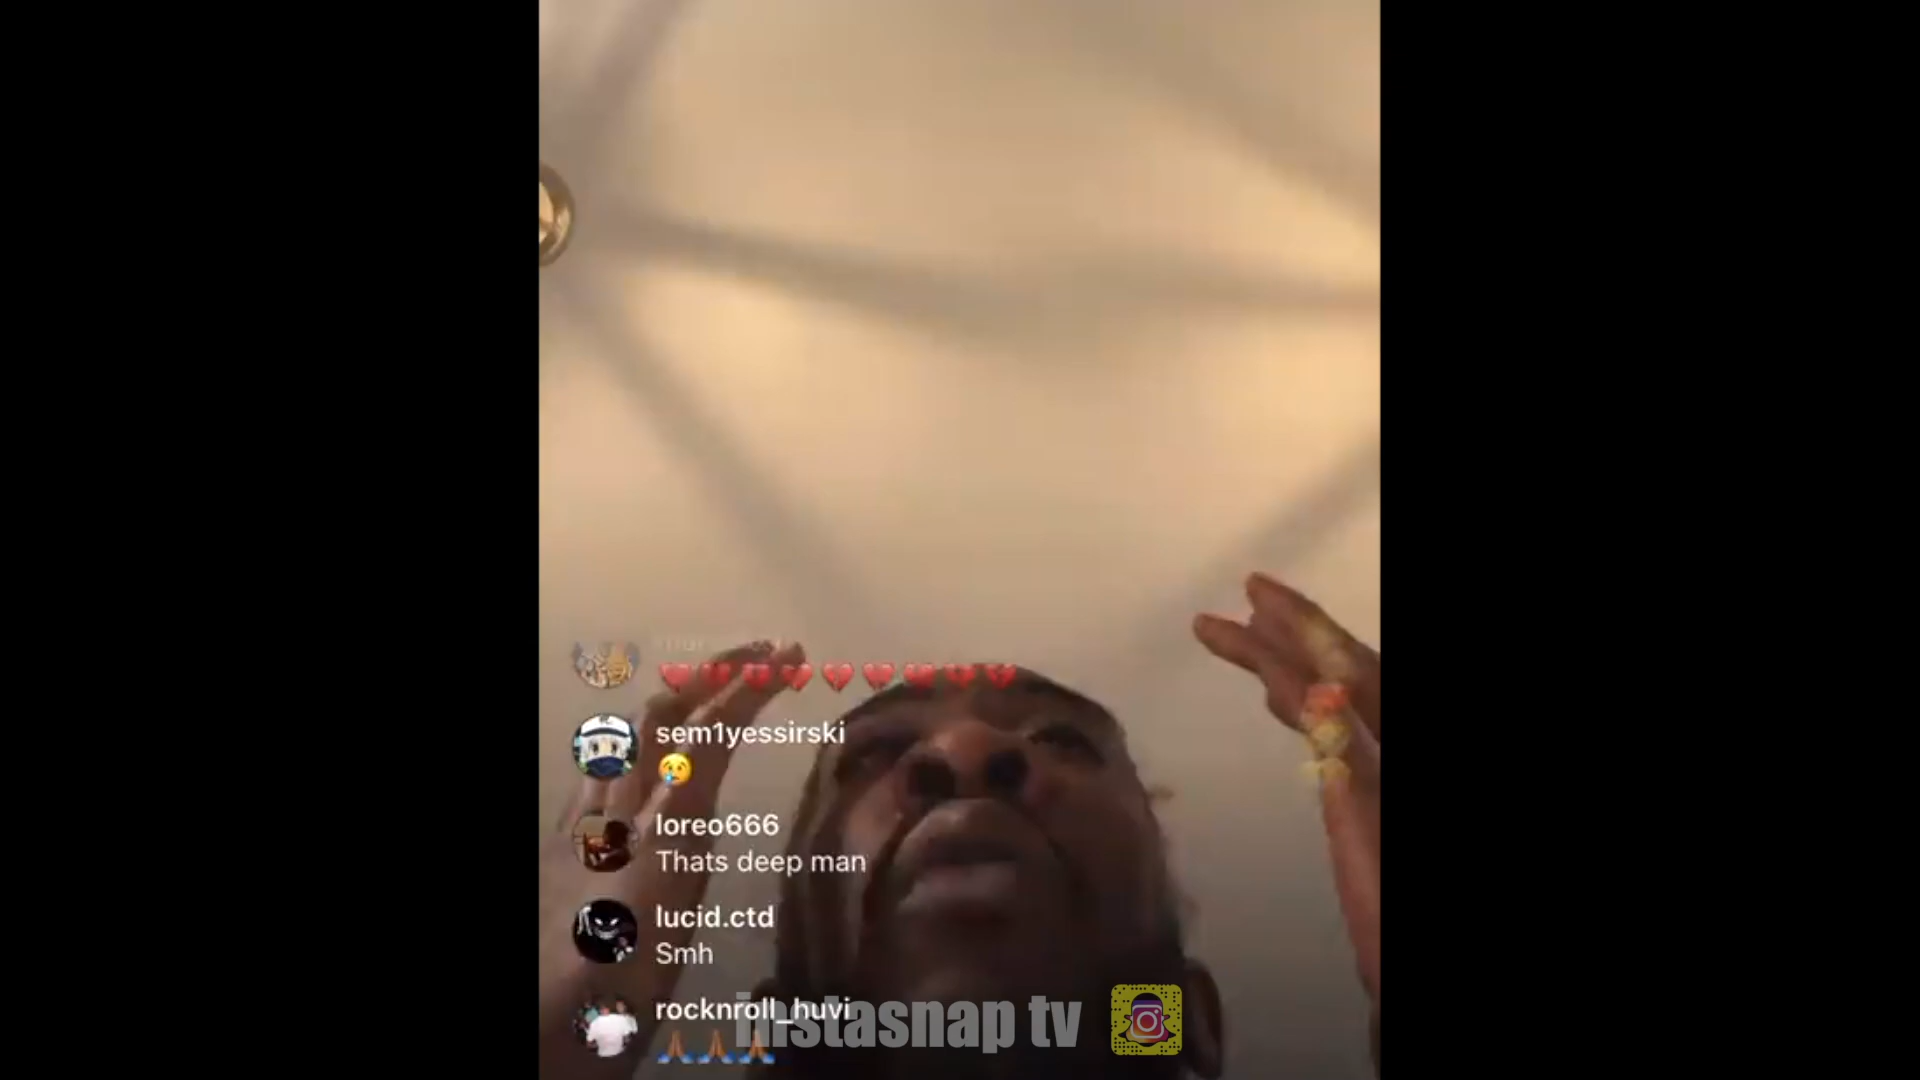 💔💔💔💔💔💔💔💔💔
sem1yessirski
😢
loreo666
Thats deep man
lucid.ctd
Smh
rocknroll_huvi
🙏🏾🙏🏾🙏🏾
instasnap tv